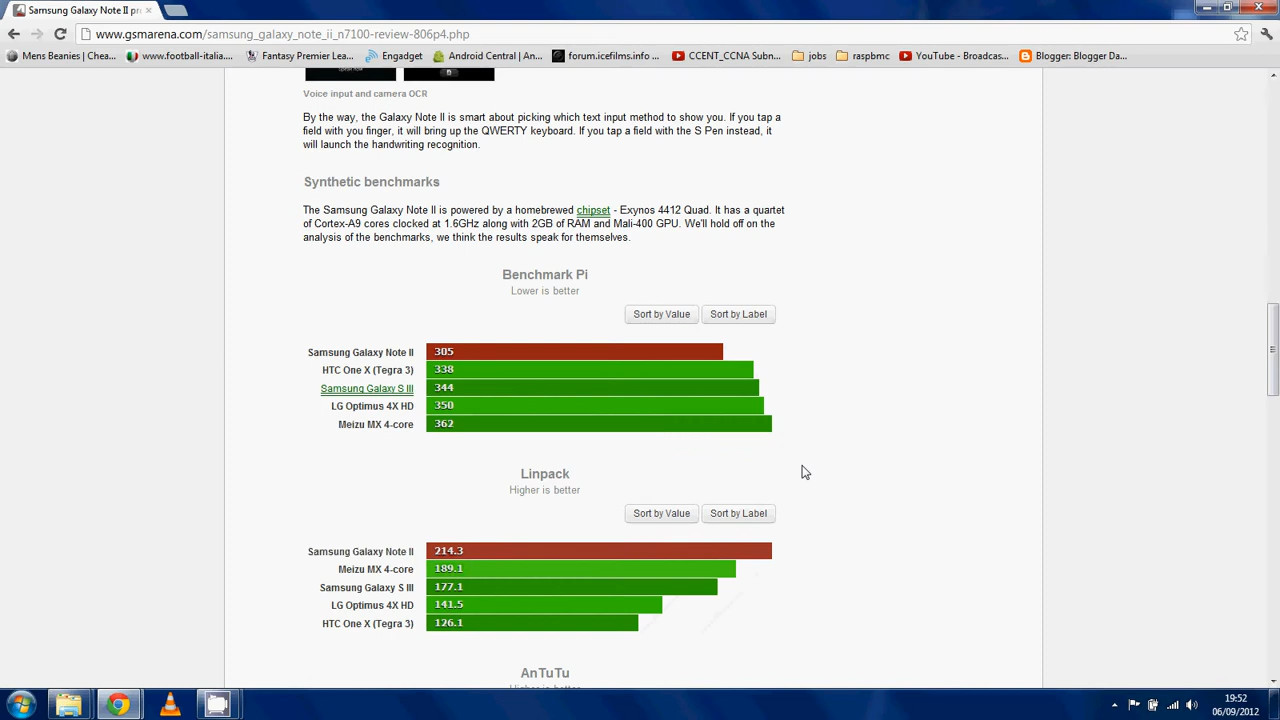 Samsung Galaxy Note II pr
www.gsmarena.com/samsung_galaxy_note_ii_n7100-review-806p4.php
Mens Beanies | Chea...
www.football-italia....
Fantasy Premier Lea...
Engadget
Android Central | An...
forum.icefilms.info ...
CCENT_CCNA Subn...
jobs
raspbmc
YouTube - Broadcas...
Blogger: Blogger Da...
Voice input and camera OCR
By the way, the Galaxy Note II is smart about picking which text input method to show you. If you tap a
field with you finger, it will bring up the QWERTY keyboard. If you tap a field with the S Pen instead, it
will launch the handwriting recognition.
Synthetic benchmarks
The Samsung Galaxy Note II is powered by a homebrewed chipset - Exynos 4412 Quad. It has a quartet
of Cortex-A9 cores clocked at 1.6GHz along with 2GB of RAM and Mali-400 GPU. We'll hold off on the
analysis of the benchmarks, we think the results speak for themselves.
Benchmark Pi
Lower is better
Sort by Value
Sort by Label
Samsung Galaxy Note II 305
HTC One X (Tegra 3) 338
Samsung Galaxy S III 344
LG Optimus 4X HD 350
Meizu MX 4-core 362
Linpack
Higher is better
Sort by Value
Sort by Label
Samsung Galaxy Note II 214.3
Meizu MX 4-core 189.1
Samsung Galaxy S III 177.1
LG Optimus 4X HD 141.5
HTC One X (Tegra 3) 126.1
AnTuTu
19:52
06/09/2012